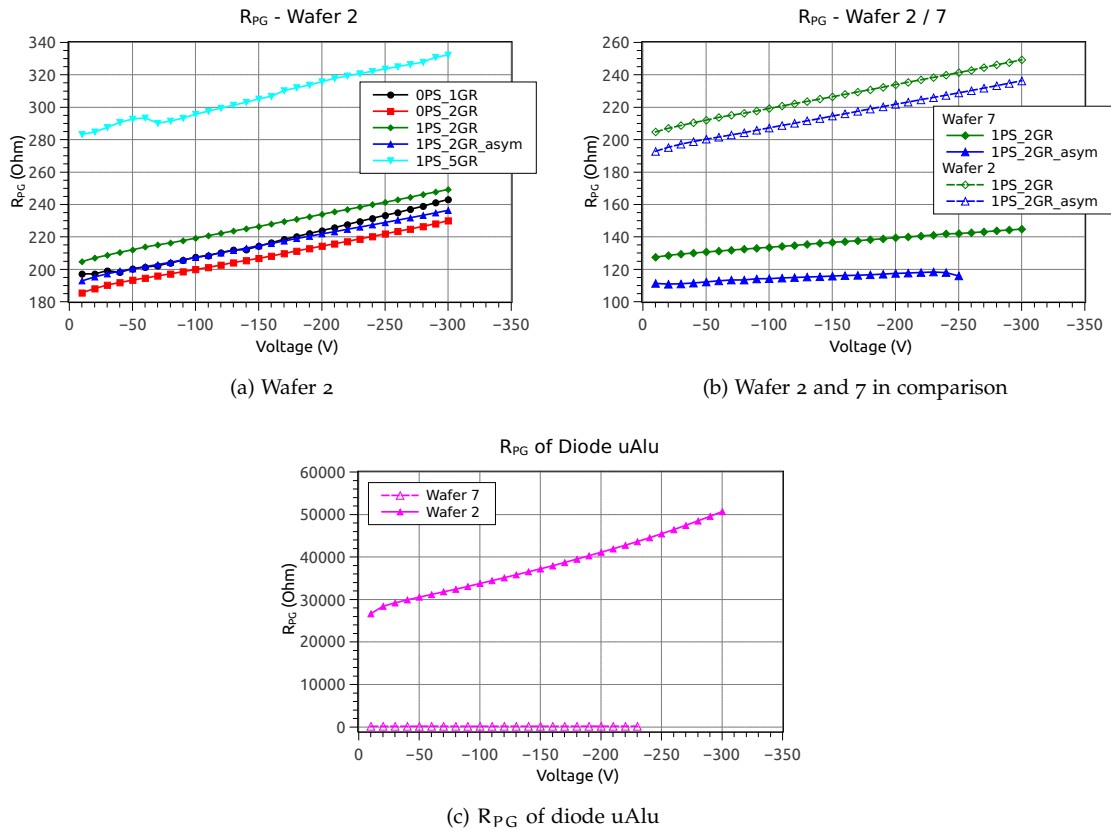 R_PG - Wafer 2
340
320
300
280
260
240
220
200
180
R_PG (Ohm)
0PS_1GR
0PS_2GR
1PS_2GR
1PS_2GR_asym
1PS_5GR
0 −50 −100 −150 −200 −250 −300 −350
Voltage (V)
(a) Wafer 2
R_PG - Wafer 2 / 7
260
240
220
200
180
160
140
120
100
R_PG (Ohm)
Wafer 7
1PS_2GR
1PS_2GR_asym
Wafer 2
1PS_2GR
1PS_2GR_asym
0 −50 −100 −150 −200 −250 −300 −350
Voltage (V)
(b) Wafer 2 and 7 in comparison
R_PG of Diode uAlu
60000
50000
40000
30000
20000
10000
0
R_PG (Ohm)
Wafer 7
Wafer 2
0 −50 −100 −150 −200 −250 −300 −350
Voltage (V)
(c) R_PG of diode uAlu